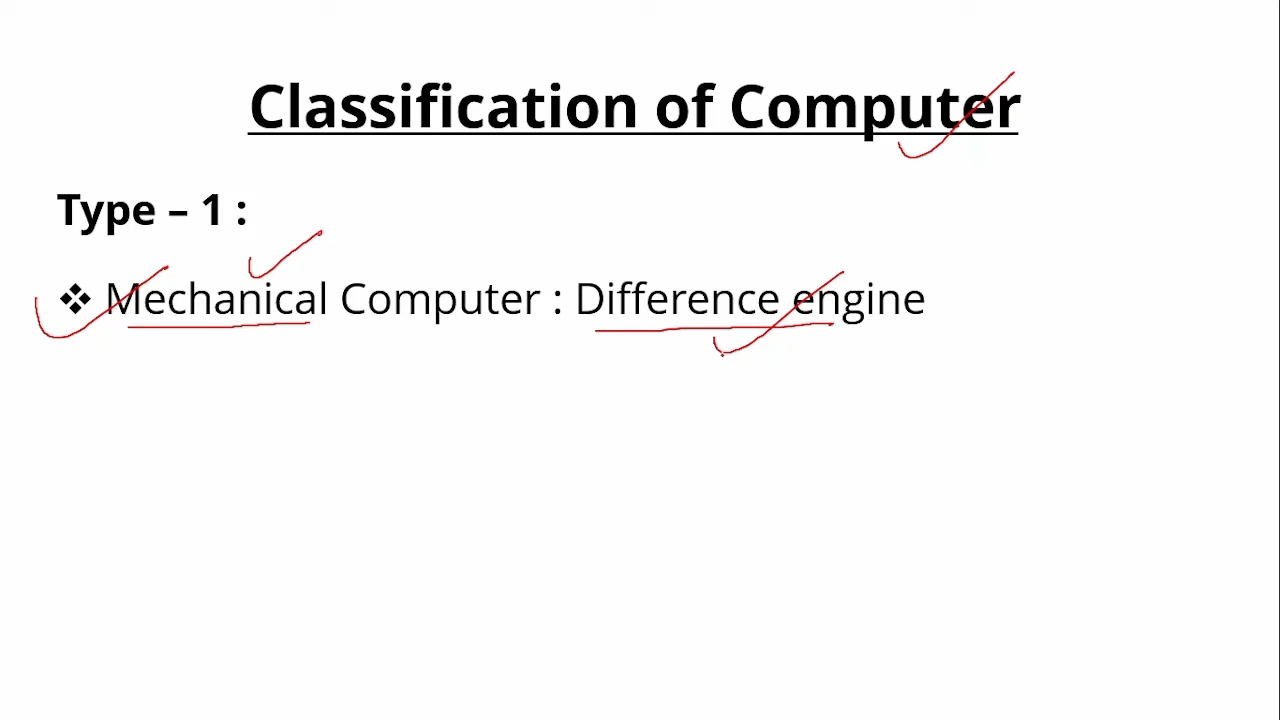 Classification of Computer
Type – 1 :
❖ Mechanical Computer : Difference engine